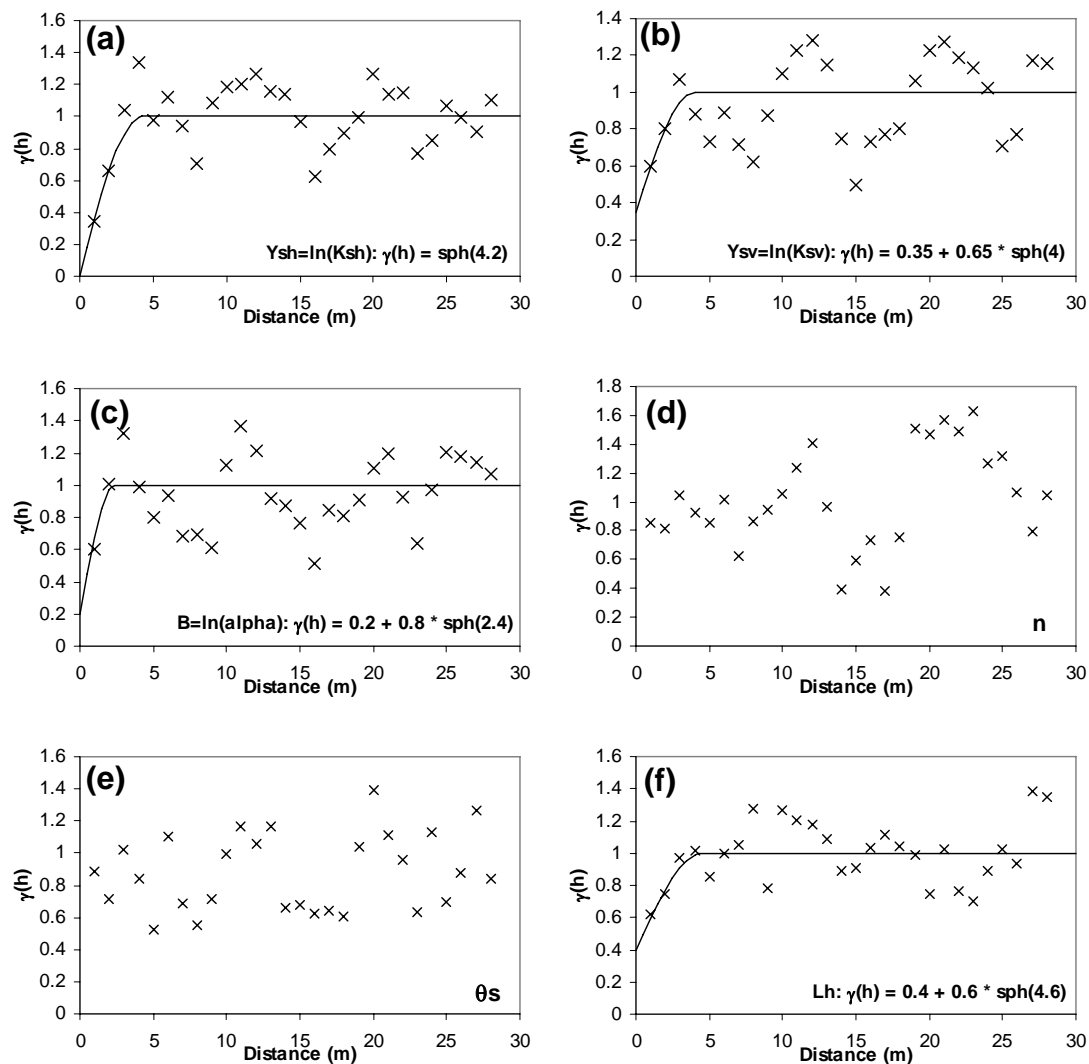 (a)
1.6
1.4
1.2
1
0.8
0.6
0.4
0.2
0
γ(h)
Ysh=ln(Ksh): γ(h) = sph(4.2)
0 5 10 15 20 25 30
Distance (m)
(b)
1.4
1.2
1
0.8
0.6
0.4
0.2
0
γ(h)
Ysv=ln(Ksv): γ(h) = 0.35 + 0.65 * sph(4)
0 5 10 15 20 25 30
Distance (m)
(c)
1.6
1.4
1.2
1
0.8
0.6
0.4
0.2
0
γ(h)
B=ln(alpha): γ(h) = 0.2 + 0.8 * sph(2.4)
0 5 10 15 20 25 30
Distance (m)
(d)
1.8
1.6
1.4
1.2
1
0.8
0.6
0.4
0.2
0
γ(h)
n
0 5 10 15 20 25 30
Distance (m)
(e)
1.6
1.4
1.2
1
0.8
0.6
0.4
0.2
0
γ(h)
θs
0 5 10 15 20 25 30
Distance (m)
(f)
1.6
1.4
1.2
1
0.8
0.6
0.4
0.2
0
γ(h)
Lh: γ(h) = 0.4 + 0.6 * sph(4.6)
0 5 10 15 20 25 30
Distance (m)